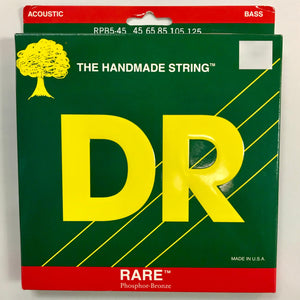 ACOUSTIC BASS
RPB5-45 45 65 85 105 125
THE HANDMADE STRING™
DR
MADE IN U.S.A.
RARE™
Phosphor-Bronze